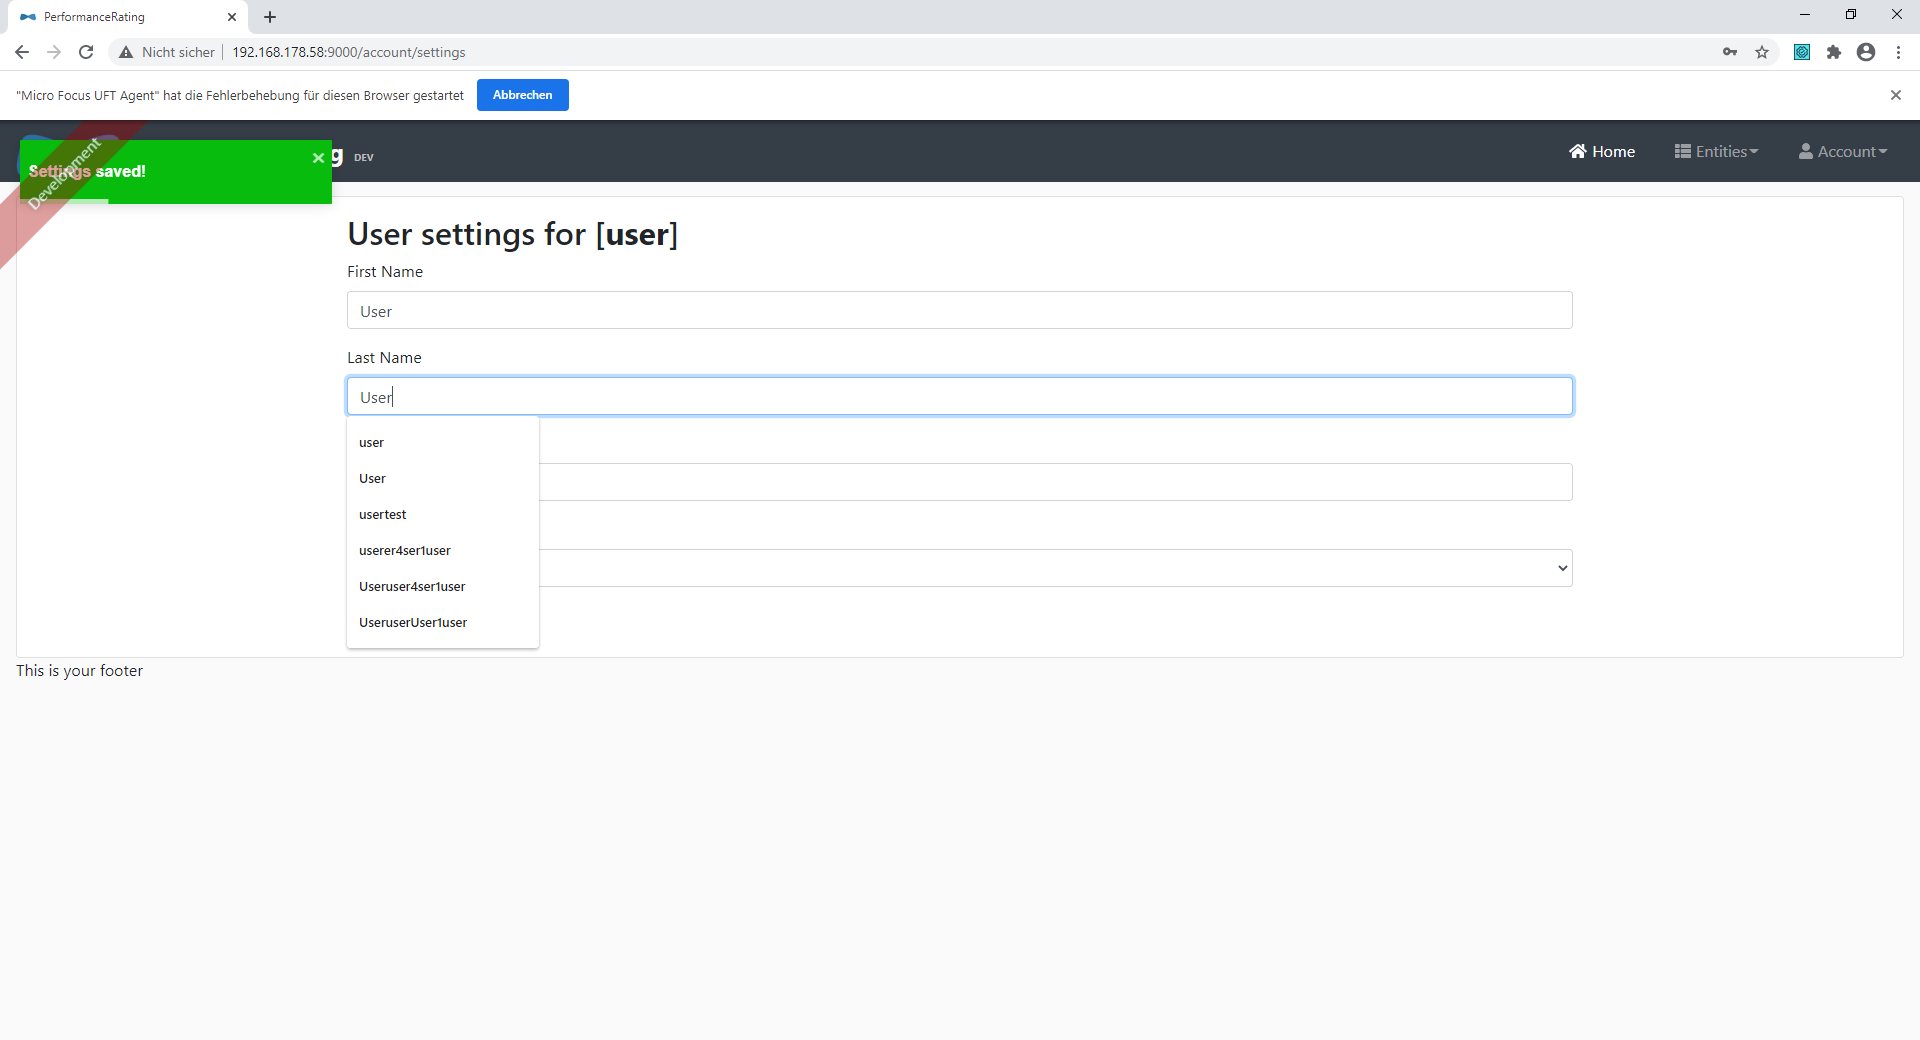 PerformanceRating
Nicht sicher
192.168.178.58:9000/account/settings
"Micro Focus UFT Agent" hat die Fehlerbehebung für diesen Browser gestartet
Abbrechen
Development
g DEV
Home
Entities
Account
Settings saved!
User settings for [user]
First Name
User
Last Name
User
user
User
usertest
userer4ser1user
Useruser4ser1user
UseruserUser1user
This is your footer